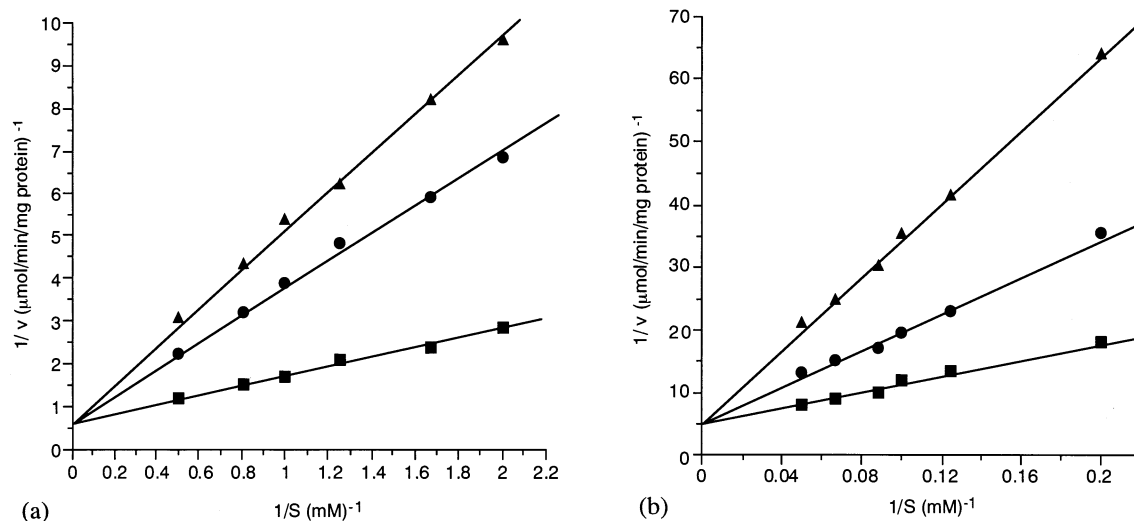 10
9
8
7
6
5
4
3
2
1
0
1/ v (µmol/min/mg protein) -1
0 0.2 0.4 0.6 0.8 1 1.2 1.4 1.6 1.8 2 2.2
1/S (mM)-1
(a)
70
60
50
40
30
20
10
0
1/ v (µmol/min/mg protein) -1
0 0.04 0.08 0.12 0.16 0.2
1/S (mM)-1
(b)